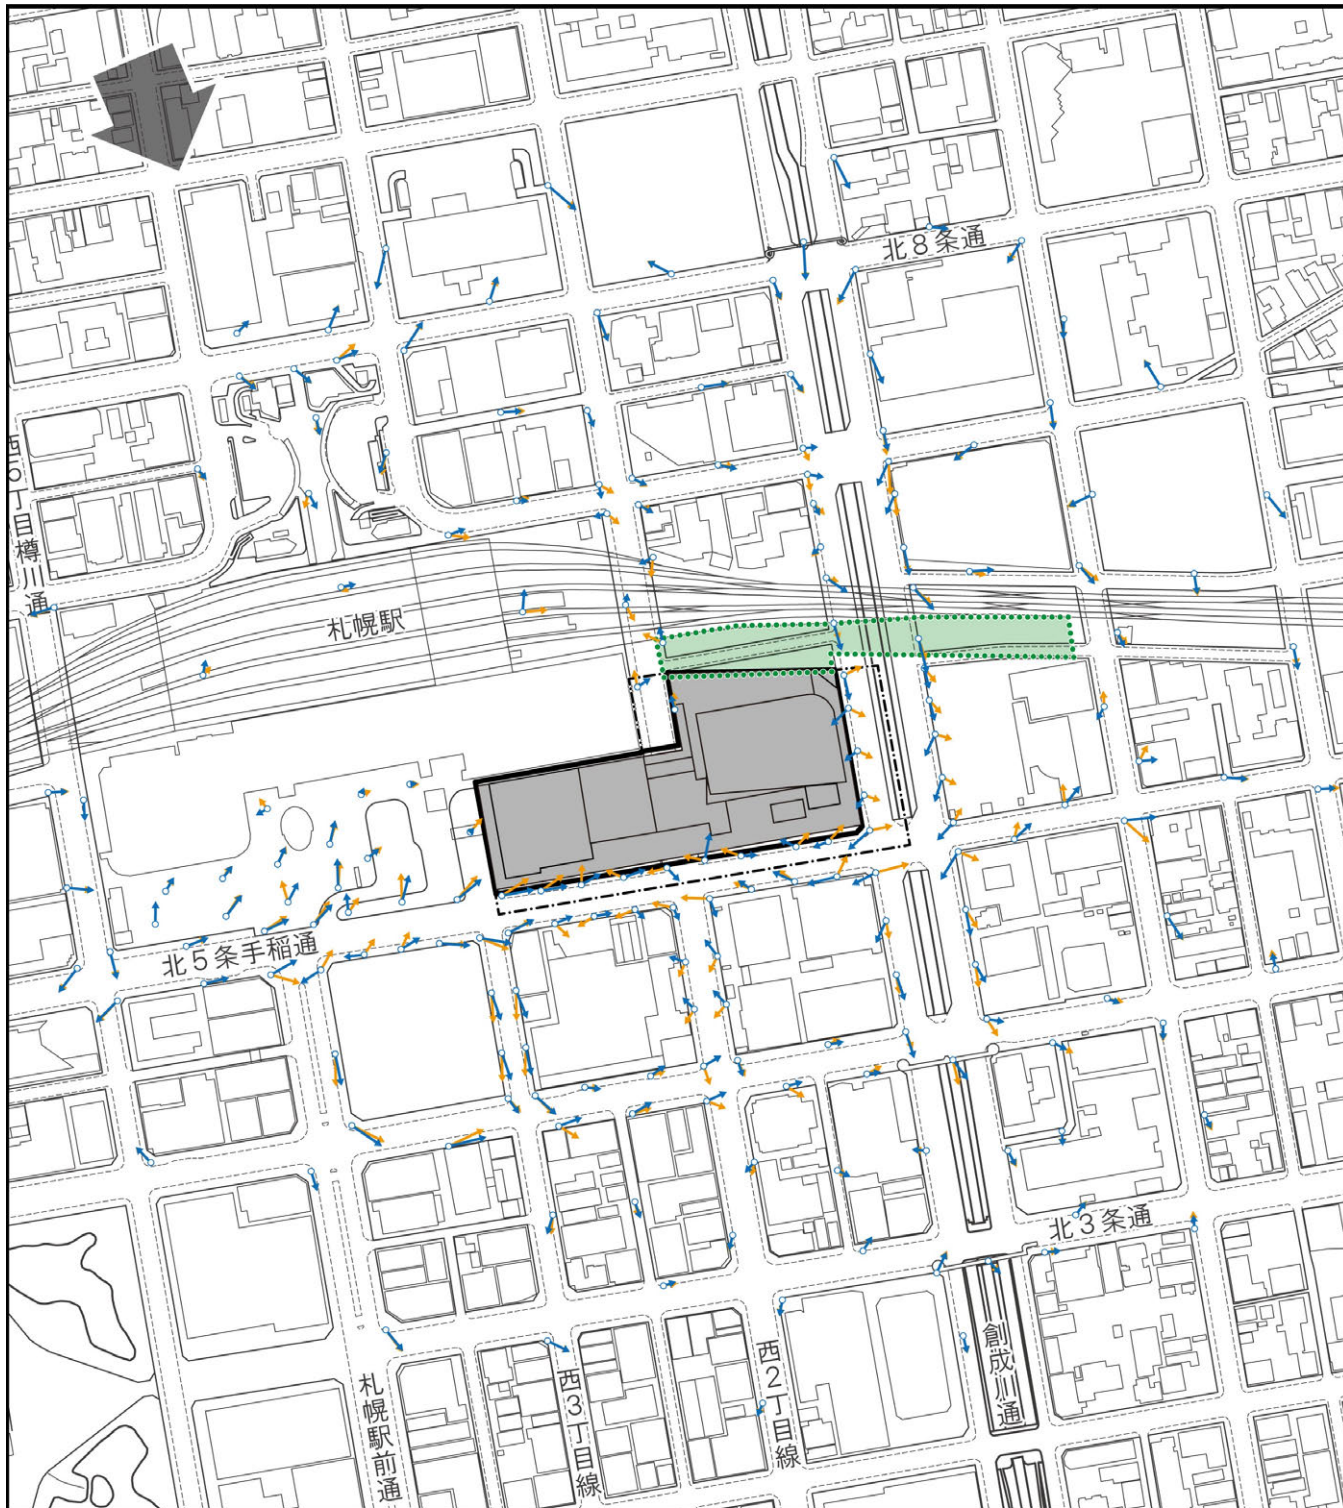 北8条通
西5丁目樽川通
札幌駅
北5条手稲通
北3条通
札幌駅前通
西3丁目線
西2丁目線
創成川通